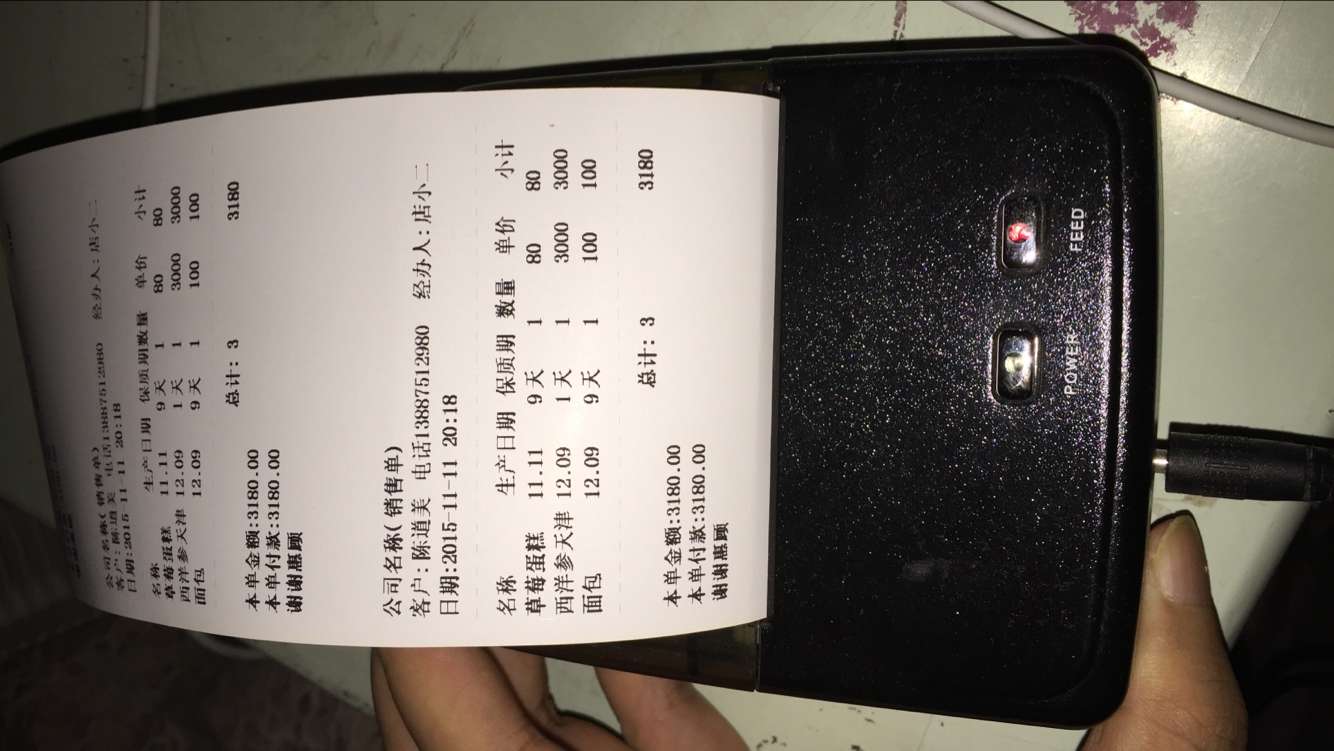 公司名称(销售单)
客户:陈道美 电话13887512980 经办人:店小二
日期:2015-11-11 20:18
名称 生产日期 保质期数量 单价 小计
草莓蛋糕 11.11 9天 1 80 80
西洋参天津 12.09 1天 1 3000 3000
面包 12.09 9天 1 100 100
总计: 3 3180
本单金额:3180.00
本单付款:3180.00
谢谢惠顾
公司名称(销售单)
客户:陈道美 电话13887512980 经办人:店小二
日期:2015-11-11 20:18
名称 生产日期 保质期 数量 单价 小计
草莓蛋糕 11.11 9天 1 80 80
西洋参天津 12.09 1天 1 3000 3000
面包 12.09 9天 1 100 100
总计: 3 3180
本单金额:3180.00
本单付款:3180.00
谢谢惠顾
POWER FEED